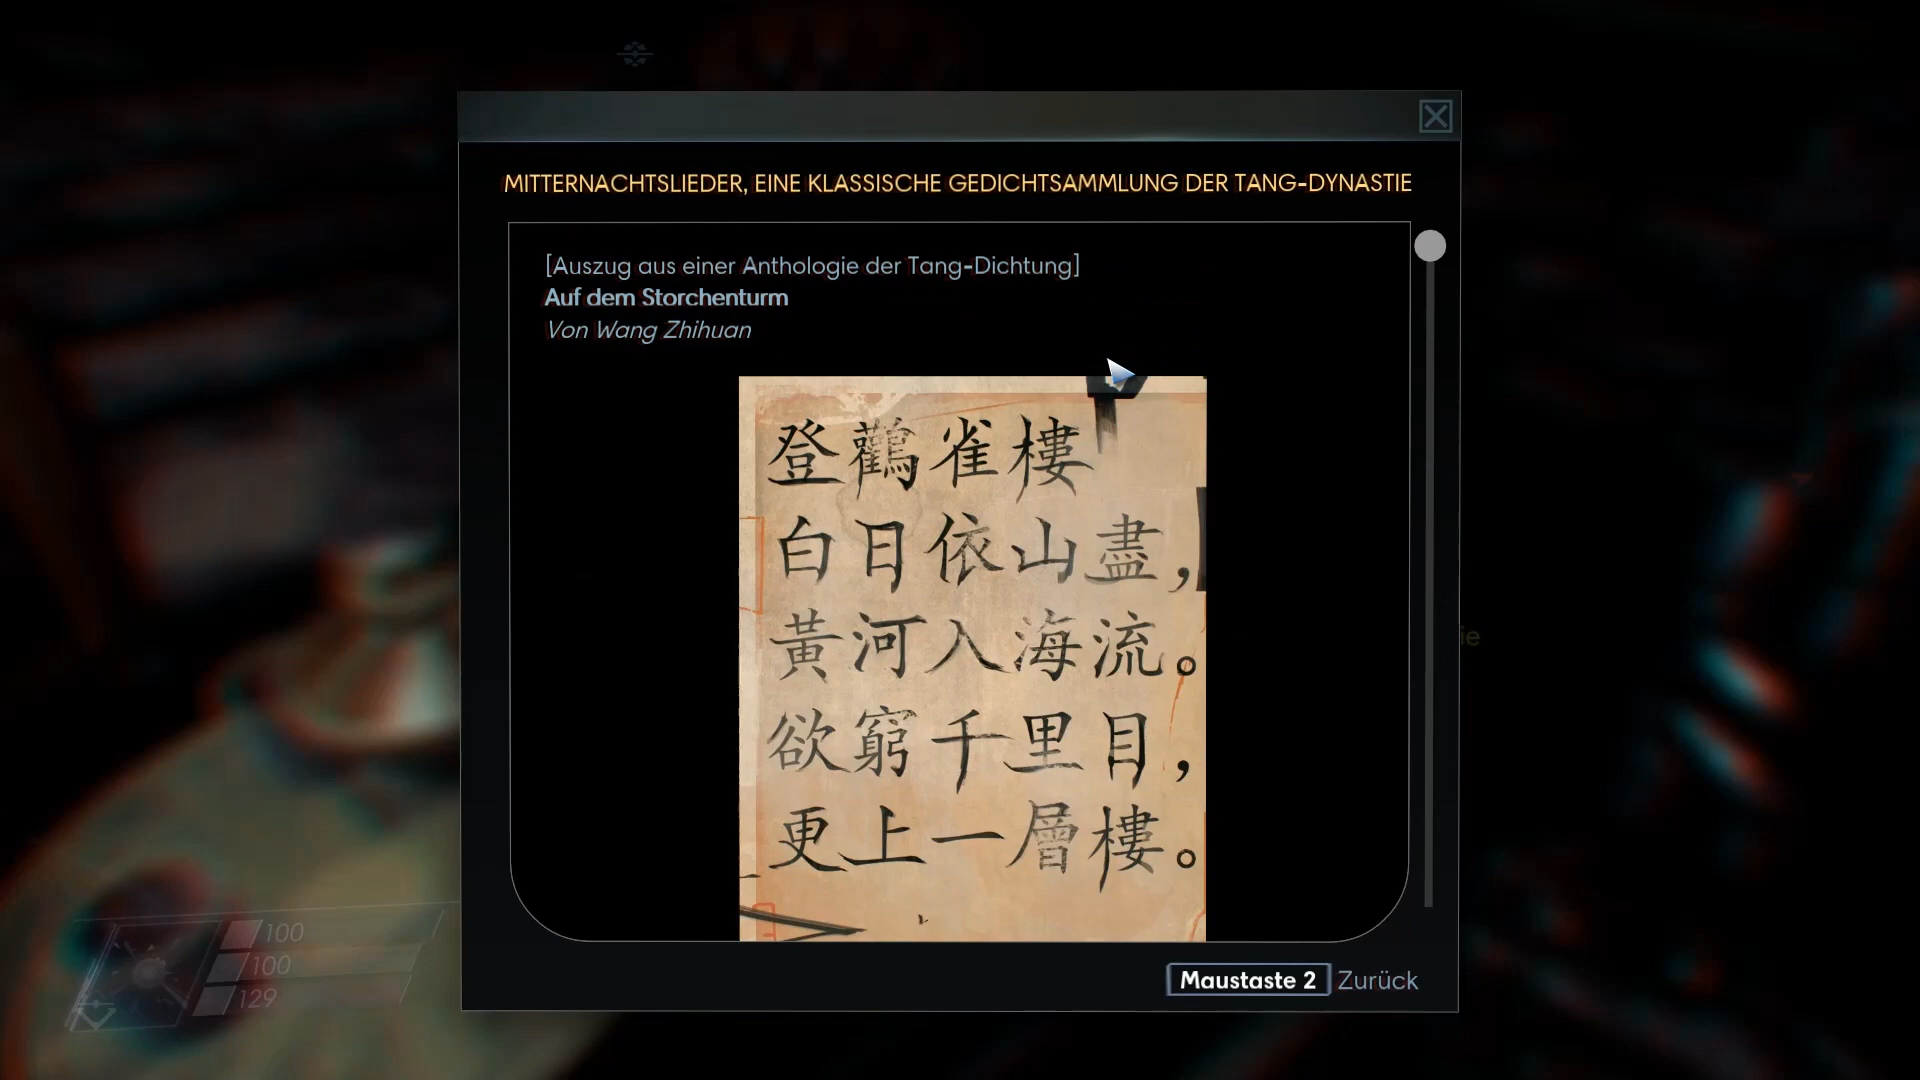 MITTERNACHTSLIEDER, EINE KLASSISCHE GEDICHTSAMMLUNG DER TANG-DYNASTIE
[Auszug aus einer Anthologie der Tang-Dichtung]
Auf dem Storchenturm
Von Wang Zhihuan
登鸛雀樓
白日依山盡，
黃河入海流。
欲窮千里目，
更上一層樓。
ie
Maustaste 2 Zurück
100
100
129